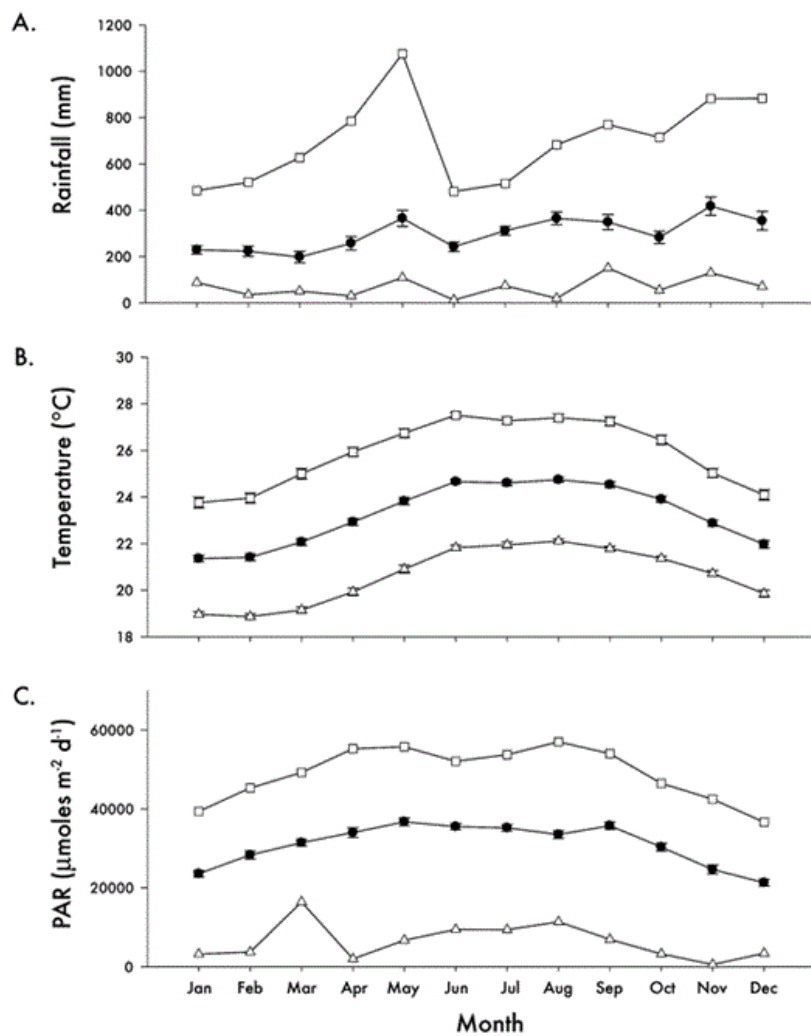 A.
Rainfall (mm)
1200
1000
800
600
400
200
0
B.
Temperature (°C)
30
28
26
24
22
20
18
C.
PAR (μmoles m⁻² d⁻¹)
60000
40000
20000
0
Jan Feb Mar Apr May Jun Jul Aug Sep Oct Nov Dec
Month